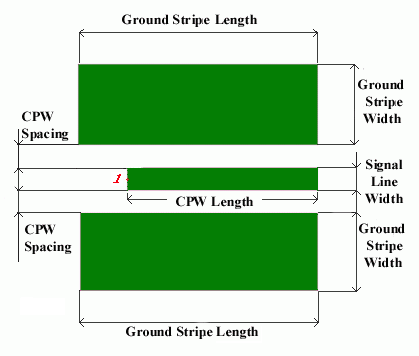 Ground Stripe Length
CPW
Spacing
Ground
Stripe
Width
1
Signal
Line
Width
CPW Length
CPW
Spacing
Ground
Stripe
Width
Ground Stripe Length